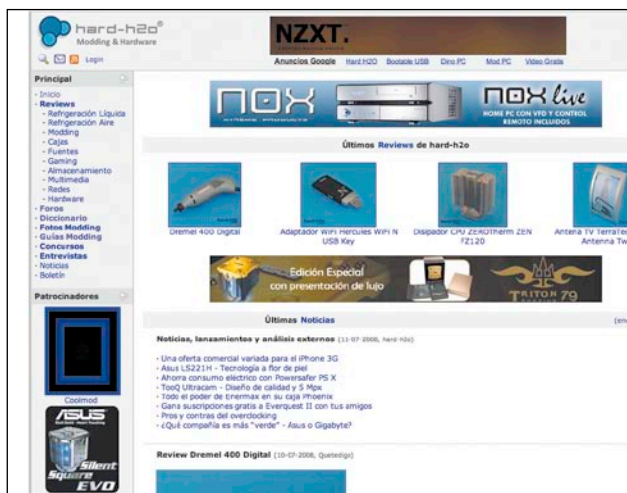 hard-h2o®
Modding & Hardware
Login
NZXT.
Anuncios Google Hard H2O Bootable USB Dino PC Mod PC Video Gratis
Principal
- Inicio
- Reviews
- Refrigeración Líquida
- Refrigeración Aire
- Modding
- Cajas
- Fuentes
- Gaming
- Almacenamiento
- Multimedia
- Redes
- Hardware
- Foros
- Diccionario
- Fotos Modding
- Guías Modding
- Concursos
- Entrevistas
- Noticias
- Boletín
Patrocinadores
Coolmod
ASUS
Silent
Square
EVO
NOX
XTREME PRODUCTS
NOX live
HOME PC CON VFD Y CONTROL
REMOTO INCLUIDOS
Últimos Reviews de hard-h2o
Dremel 400 Digital
Adaptador WiFi Hercules WiFi N
USB Key
Disipador CPU ZEROTherm ZEN
FZ120
Antena TV TerraTec
Antenna Tw
Edición Especial
con presentación de lujo
TRITON 79
Últimas Noticias
Noticias, lanzamientos y análisis externos (11-07-2008, hard-h2o)
- Una oferta comercial variada para el iPhone 3G
- Asus LS221H - Tecnología a flor de piel
- Ahorra consumo eléctrico con Powersafer PS X
- TooQ Ultracam - Diseño de calidad y 5 Mpx
- Todo el poder de Enermax en su caja Phoenix
- Gana suscripciones gratis a Everquest II con tus amigos
- Pros y contras del overclocking
- ¿Qué compañía es más "verde" - Asus o Gigabyte?
Review Dremel 400 Digital (10-07-2008, Quetedigo)